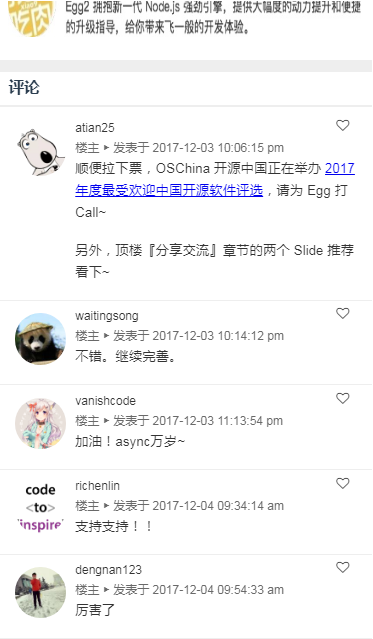 吃肉
Egg2 拥抱新一代 Node.js 强劲引擎，提供大幅度的动力提升和便捷
的升级指导，给你带来飞一般的开发体验。
评论
atian25
楼主 ▸ 发表于 2017-12-03 10:06:15 pm
顺便拉下票，OSChina 开源中国正在举办 2017
年度最受欢迎中国开源软件评选，请为 Egg 打
Call~
另外，顶楼『分享交流』章节的两个 Slide 推荐
看下~
waitingsong
楼主 ▸ 发表于 2017-12-03 10:14:12 pm
不错。继续完善。
vanishcode
楼主 ▸ 发表于 2017-12-03 11:13:54 pm
加油！async万岁~
code
<to>
inspire
richenlin
楼主 ▸ 发表于 2017-12-04 09:34:14 am
支持支持！！
dengnan123
楼主 ▸ 发表于 2017-12-04 09:54:33 am
厉害了